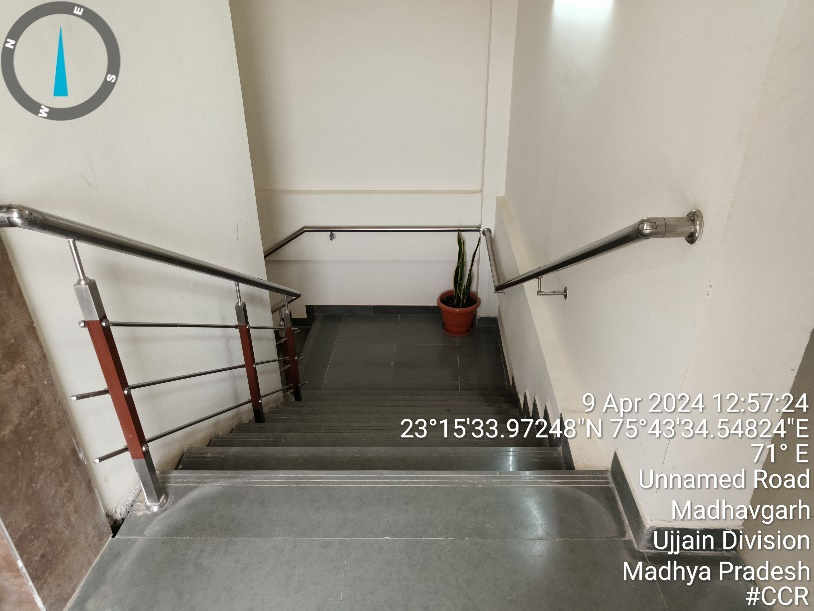 N
E
S
W
9 Apr 2024 12:57:24
23°15'33.97248"N 75°43'34.54824"E
71° E
Unnamed Road
Madhavgarh
Ujjain Division
Madhya Pradesh
#CCR